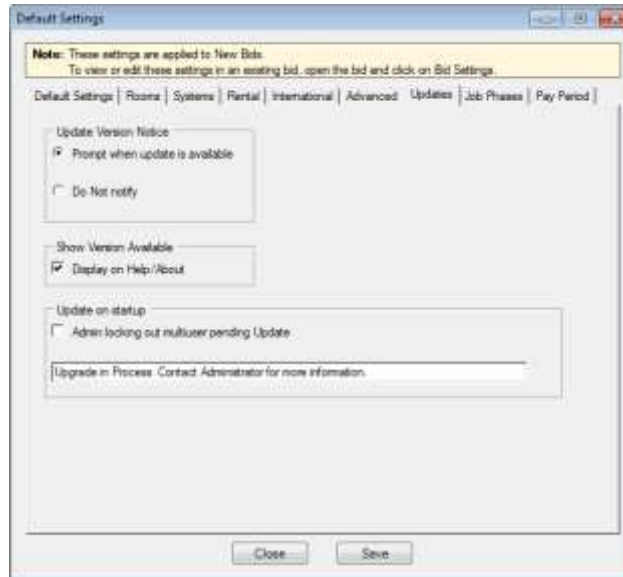 Default Settings
Note: These settings are applied to New Bids.
To view or edit these settings in an existing bid, open the bid and click on Bid Settings.
Default Settings Rooms Systems Rental International Advanced Updates Job Phases Pay Period
Update Version Notice
Prompt when update is available
Do Not notify
Show Version Available
Display on Help/About
Update on startup
Admin locking out multiuser pending Update
Upgrade in Process. Contact Administrator for more information.
Close Save